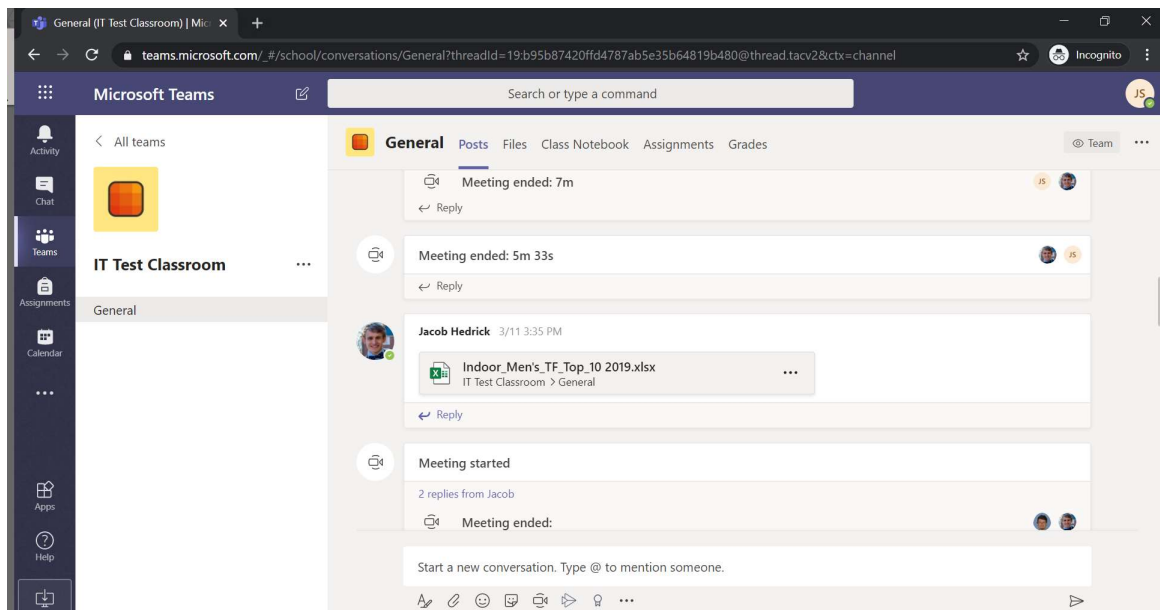 General (IT Test Classroom) | Mic
teams.microsoft.com/_#/school/conversations/General?threadId=19:b95b87420ffd4787ab5e35b64819b480@thread.tacv2&ctx=channel
Incognito
Microsoft Teams
Search or type a command
JS
Activity
Chat
Teams
Assignments
Calendar
Apps
Help
All teams
IT Test Classroom
General
General Posts Files Class Notebook Assignments Grades
Team
Meeting ended: 7m
JS
Reply
Meeting ended: 5m 33s
JS
Reply
Jacob Hedrick 3/11 3:35 PM
Indoor_Men's_TF_Top_10 2019.xlsx
IT Test Classroom > General
Reply
Meeting started
2 replies from Jacob
Meeting ended:
Start a new conversation. Type @ to mention someone.